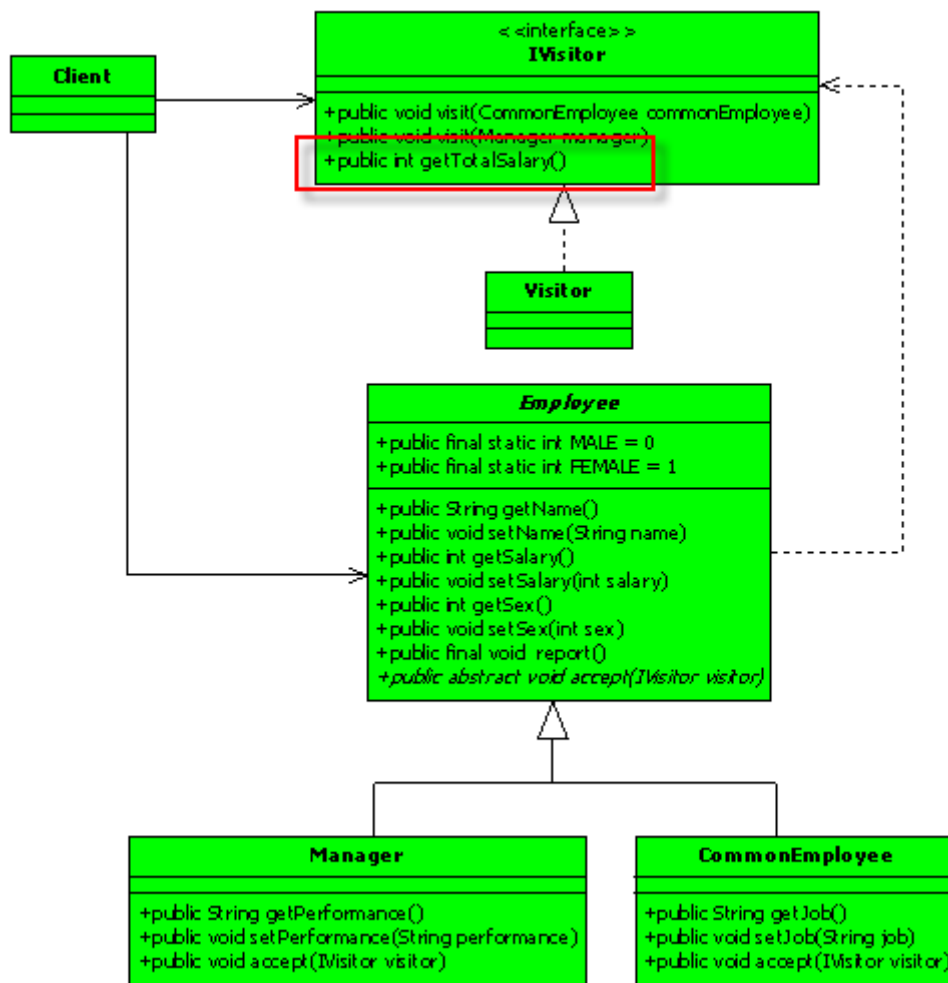 < <interface> >
IVisitor
Client
+public void visit(CommonEmployee commonEmployee)
+public void visit(Manager manager)
+public int getTotalSalary()
Visitor
Employee
+public final static int MALE = 0
+public final static int FEMALE = 1
+public String getName()
+public void setName(String name)
+public int getSalary()
+public void setSalary(int salary)
+public int getSex()
+public void setSex(int sex)
+public final void report()
+public abstract void accept(IVisitor visitor)
Manager
+public String getPerformance()
+public void setPerformance(String performance)
+public void accept(IVisitor visitor)
CommonEmployee
+public String getJob()
+public void setJob(String job)
+public void accept(IVisitor visitor)